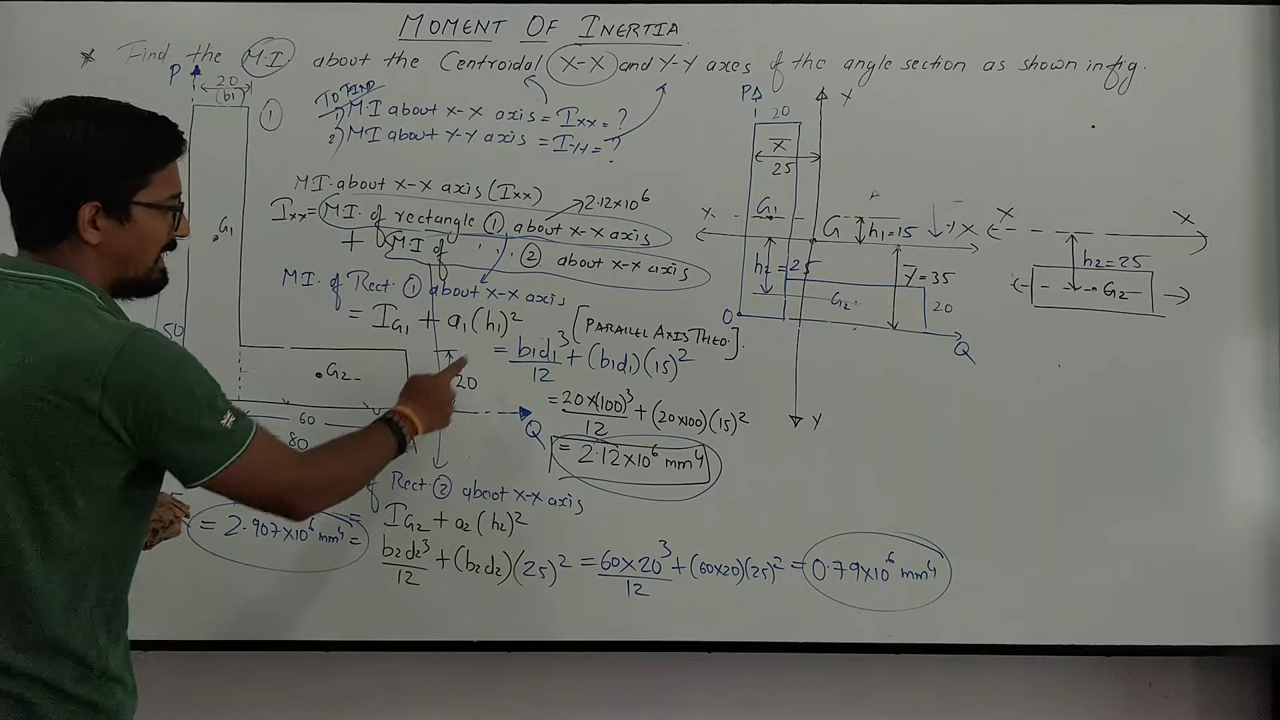 MOMENT OF INERTIA
* Find the M.I. about the Centroidal X-X and Y-Y axes of the angle section as shown in fig.
P
20
(b1)
1
G1
50
G2
20
60
80
Q
TO FIND
1) M.I about X-X axis = Ixx = ?
2) MI about Y-Y axis = Iyy = ?
MI. about X-X axis (Ixx)
2.12×10⁶
Ixx = MI. of rectangle ① about X-X axis
+ MI of ② about X-X axis
MI. of Rect. ① about X-X axis
= IG1 + a1(h1)² [PARALLEL AXIS THEO.]
= b1d1³/12 + (b1d1)(15)²
= 20×(100)³/12 + (20×100)(15)²
= 2.12×10⁶ mm⁴
Rect. ② about X-X axis
= IG2 + a2(h2)²
= b2d2³/12 + (b2d2)(25)² = 60×20³/12 + (60×20)(25)² = 0.79×10⁶ mm⁴
= 2.907×10⁶ mm⁴
P
Y
20
x̄
25
X
G1
G
h1=15
X
h2 = 25
ȳ=35
G2
20
O
Q
Y
X
X
h2=25
G2